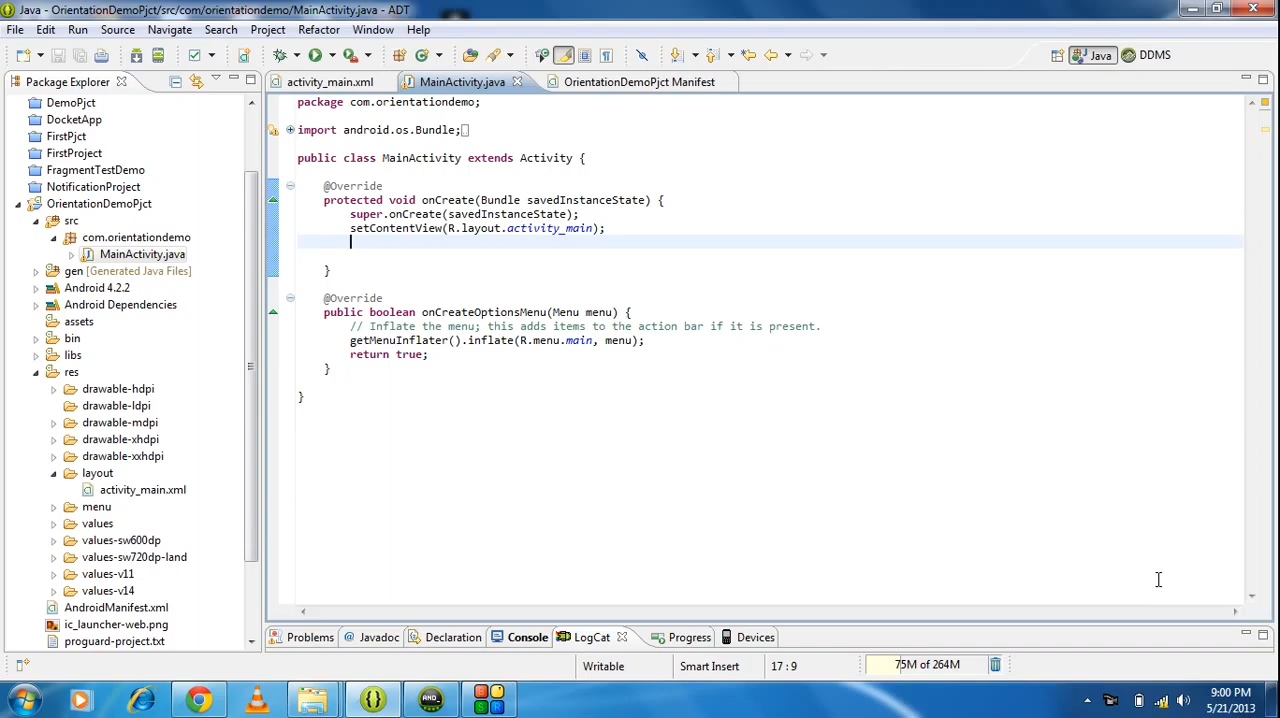 Java - OrientationDemoPjct/src/com/orientationdemo/MainActivity.java - ADT
File Edit Run Source Navigate Search Project Refactor Window Help
Java DDMS
Package Explorer
DemoPjct
DocketApp
FirstPjct
FirstProject
FragmentTestDemo
NotificationProject
OrientationDemoPjct
src
com.orientationdemo
MainActivity.java
gen [Generated Java Files]
Android 4.2.2
Android Dependencies
assets
bin
libs
res
drawable-hdpi
drawable-ldpi
drawable-mdpi
drawable-xhdpi
drawable-xxhdpi
layout
activity_main.xml
menu
values
values-sw600dp
values-sw720dp-land
values-v11
values-v14
AndroidManifest.xml
ic_launcher-web.png
proguard-project.txt
activity_main.xml MainActivity.java OrientationDemoPjct Manifest
package com.orientationdemo;
import android.os.Bundle;
public class MainActivity extends Activity {
@Override
protected void onCreate(Bundle savedInstanceState) {
super.onCreate(savedInstanceState);
setContentView(R.layout.activity_main);
}
@Override
public boolean onCreateOptionsMenu(Menu menu) {
// Inflate the menu; this adds items to the action bar if it is present.
getMenuInflater().inflate(R.menu.main, menu);
return true;
}
}
Problems @ Javadoc Declaration Console LogCat Progress Devices
Writable Smart Insert 17 : 9 75M of 264M
9:00 PM
5/21/2013